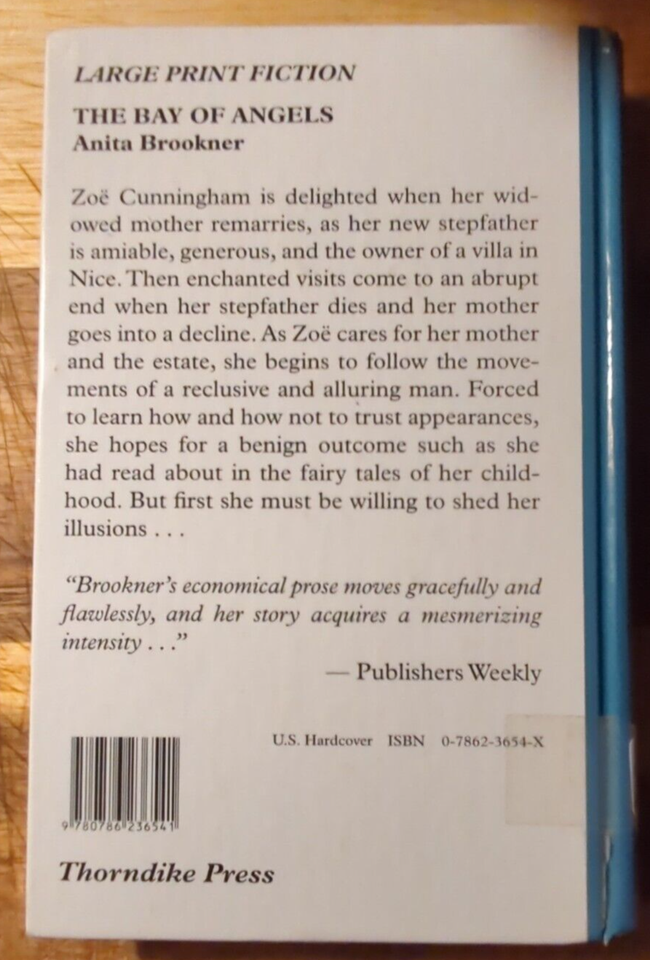 LARGE PRINT FICTION
THE BAY OF ANGELS
Anita Brookner
Zoë Cunningham is delighted when her wid-
owed mother remarries, as her new stepfather
is amiable, generous, and the owner of a villa in
Nice. Then enchanted visits come to an abrupt
end when her stepfather dies and her mother
goes into a decline. As Zoë cares for her mother
and the estate, she begins to follow the move-
ments of a reclusive and alluring man. Forced
to learn how and how not to trust appearances,
she hopes for a benign outcome such as she
had read about in the fairy tales of her child-
hood. But first she must be willing to shed her
illusions . . .
“Brookner’s economical prose moves gracefully and
flawlessly, and her story acquires a mesmerizing
intensity . . .”
— Publishers Weekly
U.S. Hardcover ISBN 0-7862-3654-X
9 780786 236541
Thorndike Press